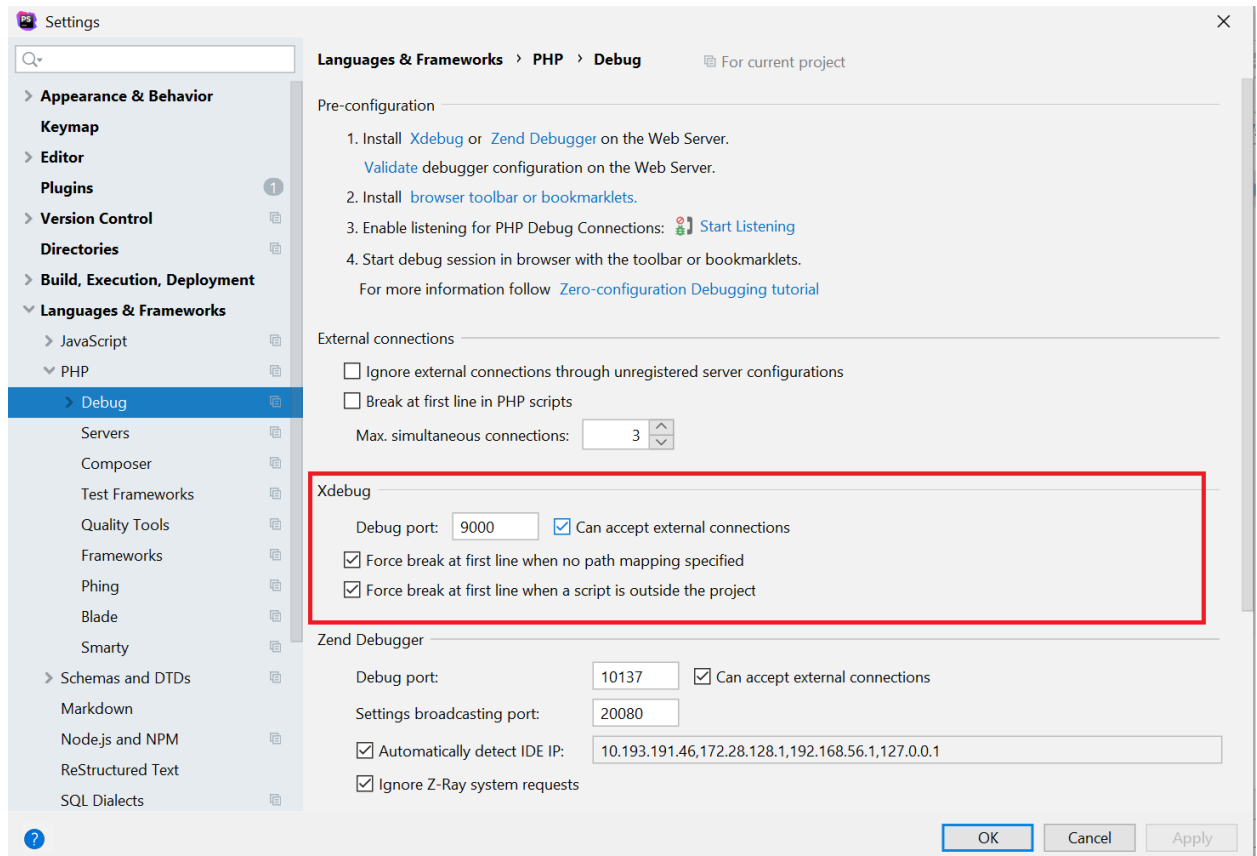 PS
Settings
Appearance & Behavior
Keymap
Editor
Plugins
1
Version Control
Directories
Build, Execution, Deployment
Languages & Frameworks
JavaScript
PHP
Debug
Servers
Composer
Test Frameworks
Quality Tools
Frameworks
Phing
Blade
Smarty
Schemas and DTDs
Markdown
Node.js and NPM
ReStructured Text
SQL Dialects
?
Languages & Frameworks › PHP › Debug For current project
Pre-configuration
1. Install Xdebug or Zend Debugger on the Web Server.
Validate debugger configuration on the Web Server.
2. Install browser toolbar or bookmarklets.
3. Enable listening for PHP Debug Connections: Start Listening
4. Start debug session in browser with the toolbar or bookmarklets.
For more information follow Zero-configuration Debugging tutorial
External connections
Ignore external connections through unregistered server configurations
Break at first line in PHP scripts
Max. simultaneous connections: 3
Xdebug
Debug port: 9000 Can accept external connections
Force break at first line when no path mapping specified
Force break at first line when a script is outside the project
Zend Debugger
Debug port: 10137 Can accept external connections
Settings broadcasting port: 20080
Automatically detect IDE IP: 10.193.191.46,172.28.128.1,192.168.56.1,127.0.0.1
Ignore Z-Ray system requests
OK Cancel Apply